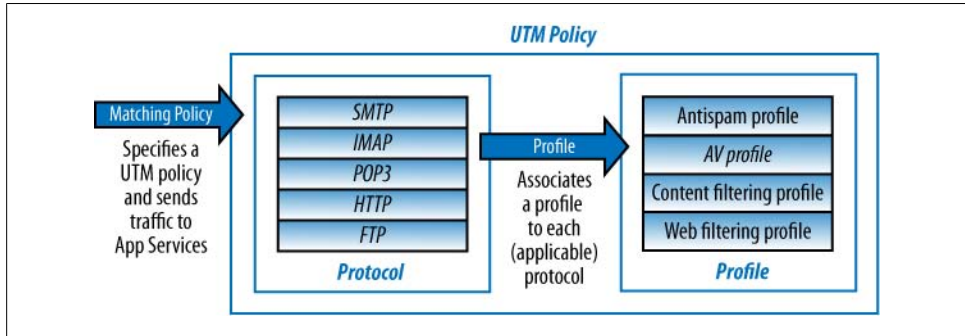 UTM Policy
Matching Policy
Specifies a
UTM policy
and sends
traffic to
App Services
SMTP
IMAP
POP3
HTTP
FTP
Protocol
Profile
Associates
a profile
to each
(applicable)
protocol
Antispam profile
AV profile
Content filtering profile
Web filtering profile
Profile